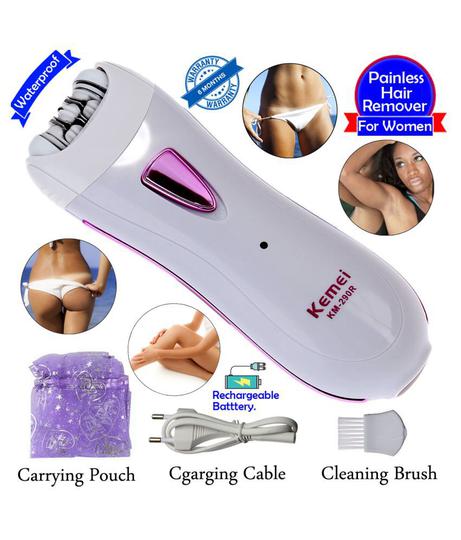 Waterproof
WARRANTY
6 MONTHS
WARRANTY
Painless
Hair
Remover
For Women
Kemei
KM-290R
Rechargeable
Batttery.
Carrying Pouch
Cgarging Cable
Cleaning Brush